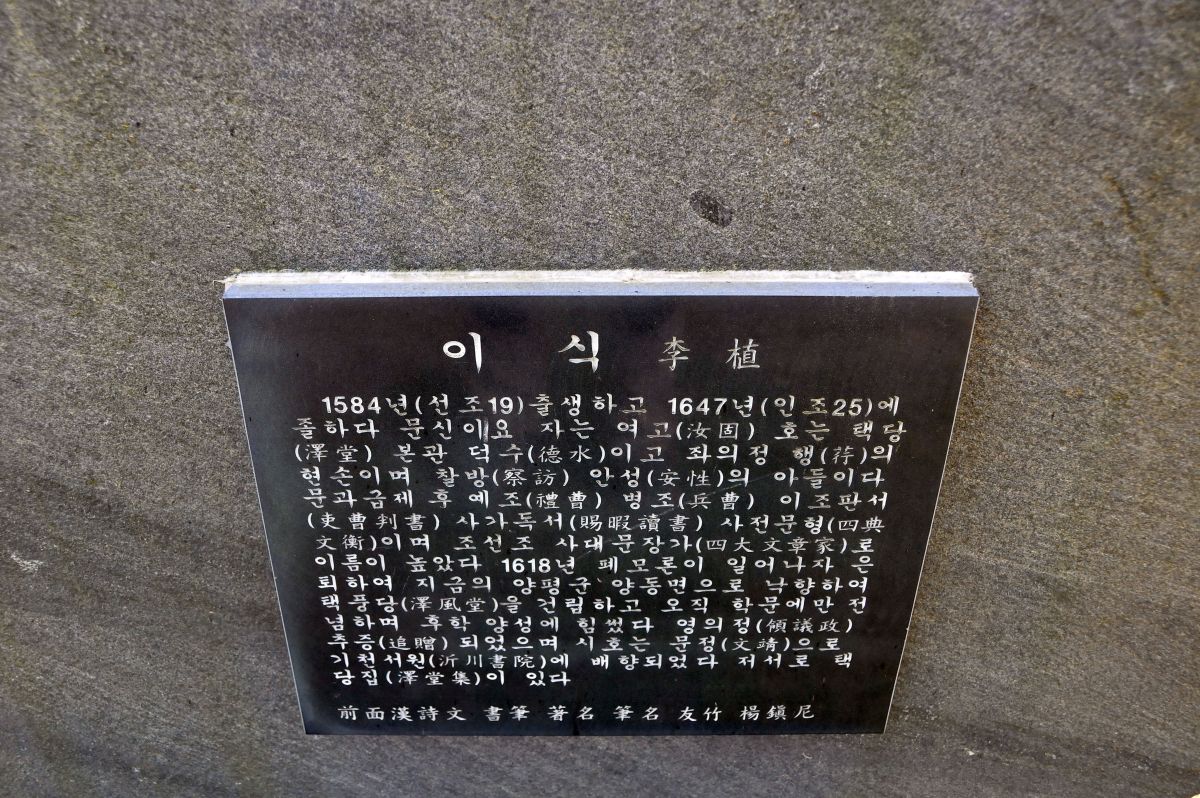 이 식 李 植
1584년(선조19)출생하고 1647년(인조25)에
졸하다 문신이요 자는 여고(汝固) 호는 택당
(澤堂) 본관 덕수(德水)이고 좌의정 행(荇)의
현손이며 찰방(察訪) 안성(安性)의 아들이다
문과급제 후 예조(禮曹) 병조(兵曹) 이조판서
(吏曹判書) 사가독서(賜暇讀書) 사전문형(四典
文衡)이며 조선조 사대문장가(四大文章家)로
이름이 높았다 1618년 폐모론이 일어나자 은
퇴하여 지금의 양평군 양동면으로 낙향하여
택풍당(澤風堂)을 건립하고 오직 학문에만 전
념하며 후학 양성에 힘썼다 영의정(領議政)
추증(追贈) 되었으며 시호는 문정(文靖)으로
기천서원(沂川書院)에 배향되었다 저서로 택
당집(澤堂集)이 있다
前面漢詩文 書筆 著名 筆名 友竹 楊鎭尼